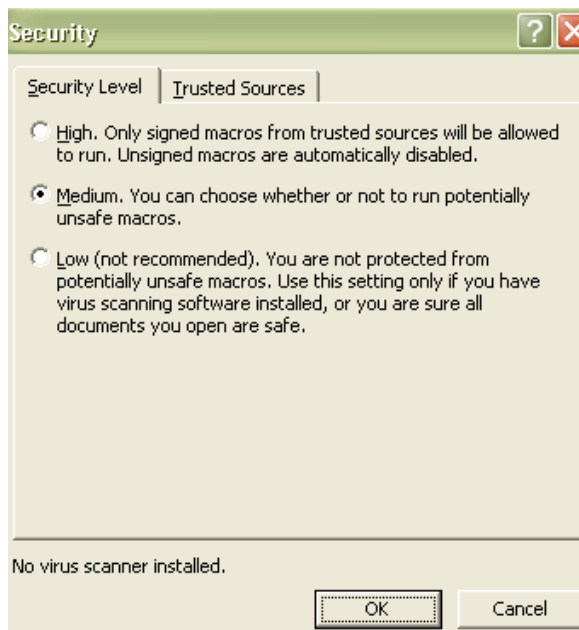 Security
Security Level
Trusted Sources
High. Only signed macros from trusted sources will be allowed
to run. Unsigned macros are automatically disabled.
Medium. You can choose whether or not to run potentially
unsafe macros.
Low (not recommended). You are not protected from
potentially unsafe macros. Use this setting only if you have
virus scanning software installed, or you are sure all
documents you open are safe.
No virus scanner installed.
OK
Cancel